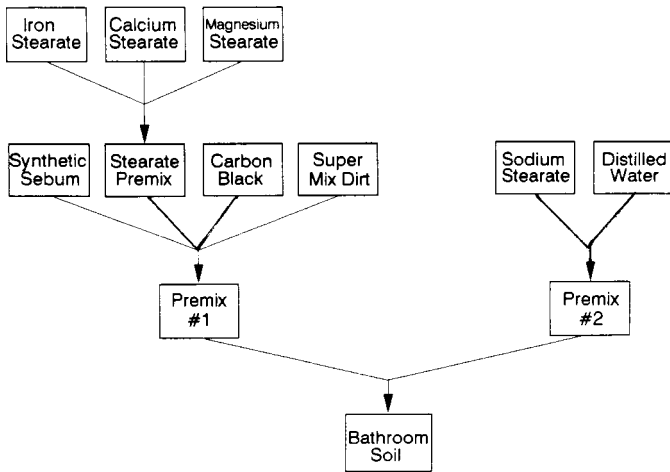 Iron
Stearate
Calcium
Stearate
Magnesium
Stearate
Synthetic
Sebum
Stearate
Premix
Carbon
Black
Super
Mix Dirt
Sodium
Stearate
Distilled
Water
Premix
#1
Premix
#2
Bathroom
Soil